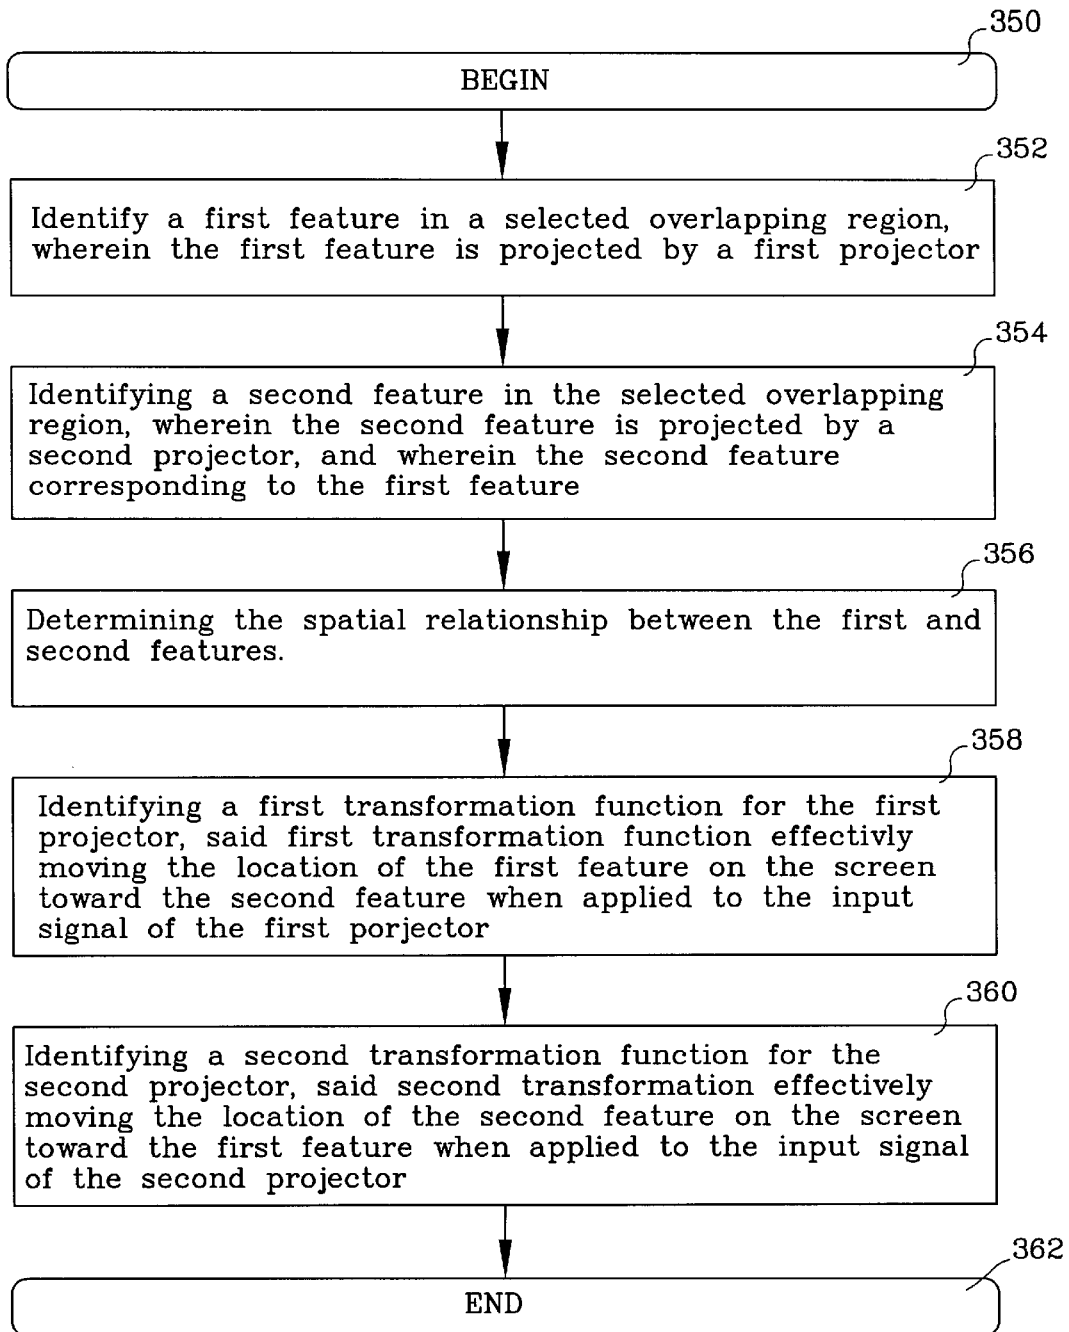 350
BEGIN
352
Identify a first feature in a selected overlapping region,
wherein the first feature is projected by a first projector
354
Identifying a second feature in the selected overlapping
region, wherein the second feature is projected by a
second projector, and wherein the second feature
corresponding to the first feature
356
Determining the spatial relationship between the first and
second features.
358
Identifying a first transformation function for the first
projector, said first transformation function effectivly
moving the location of the first feature on the screen
toward the second feature when applied to the input
signal of the first porjector
360
Identifying a second transformation function for the
second projector, said second transformation effectively
moving the location of the second feature on the screen
toward the first feature when applied to the input signal
of the second projector
362
END